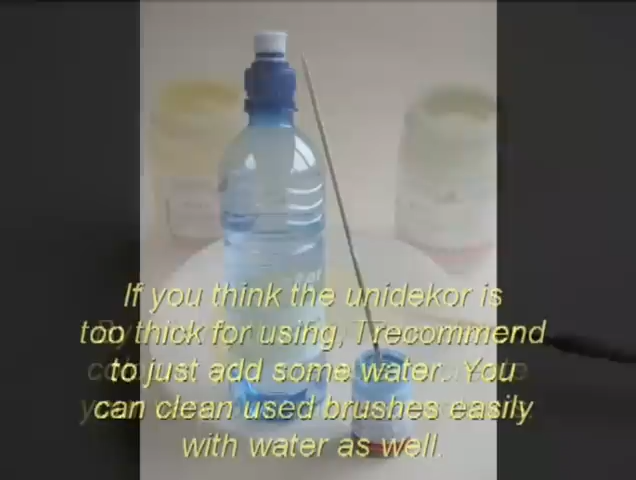 If you think the unidekor is
too thick for using, I recommend
to just add some water. You
can clean used brushes easily
with water as well.